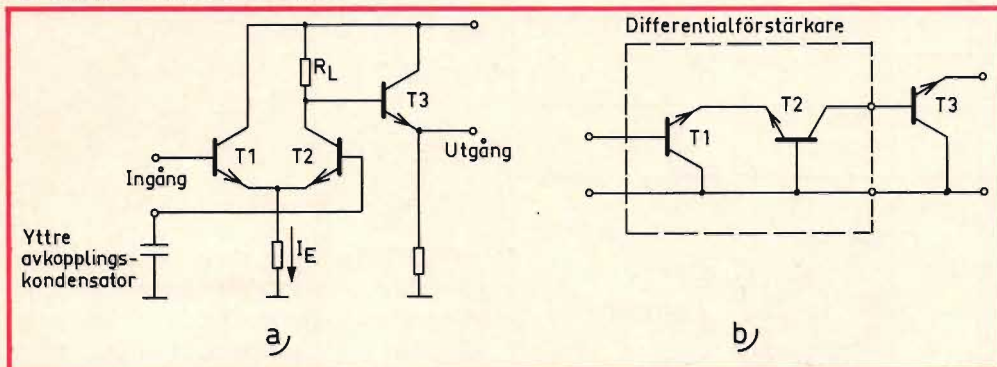 R_L
T3
T1
T2
Ingång
Utgång
Yttre
avkopplings-
kondensator
I_E
a)
Differentialförstärkare
T1
T2
T3
b)